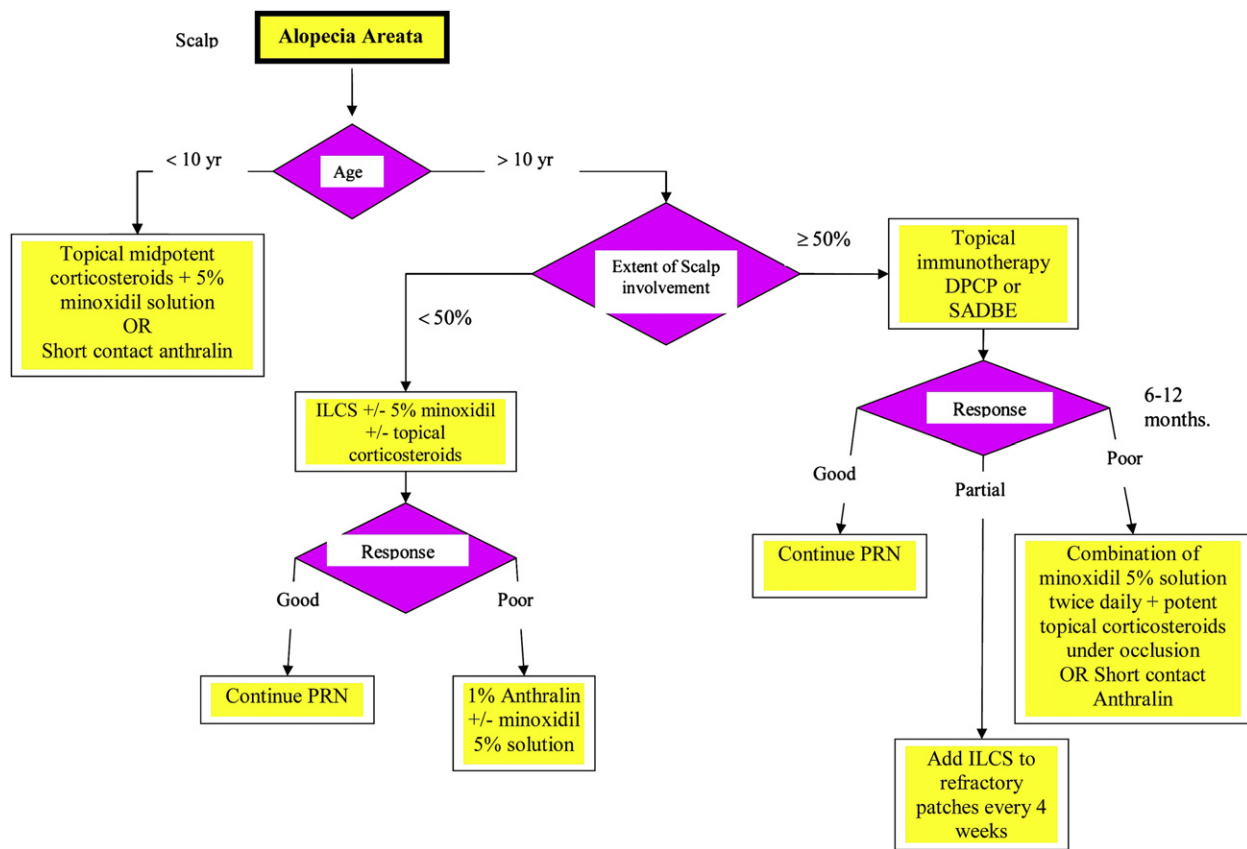 Scalp
Alopecia Areata
< 10 yr
Age
> 10 yr
Topical midpotent
corticosteroids + 5%
minoxidil solution
OR
Short contact anthralin
Extent of Scalp
involvement
≥ 50%
Topical
immunotherapy
DPCP or
SADBE
< 50%
ILCS +/- 5% minoxidil
+/- topical
corticosteroids
Response
Good
Poor
Continue PRN
1% Anthralin
+/- minoxidil
5% solution
Response
6-12
months.
Good
Partial
Poor
Continue PRN
Add ILCS to
refractory
patches every 4
weeks
Combination of
minoxidil 5% solution
twice daily + potent
topical corticosteroids
under occlusion
OR Short contact
Anthralin